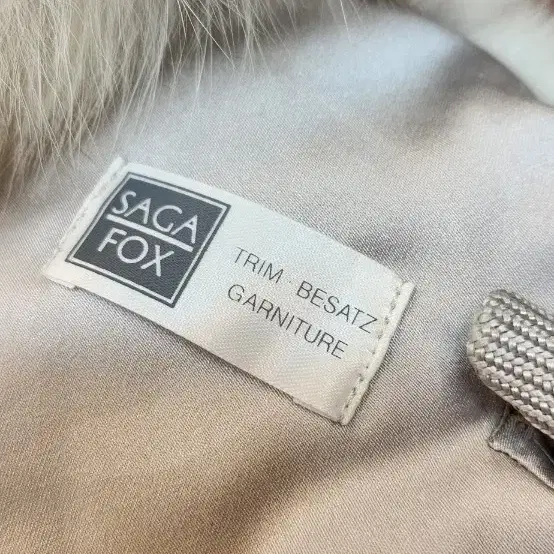 SAGA
FOX
TRIM · BESATZ
GARNITURE